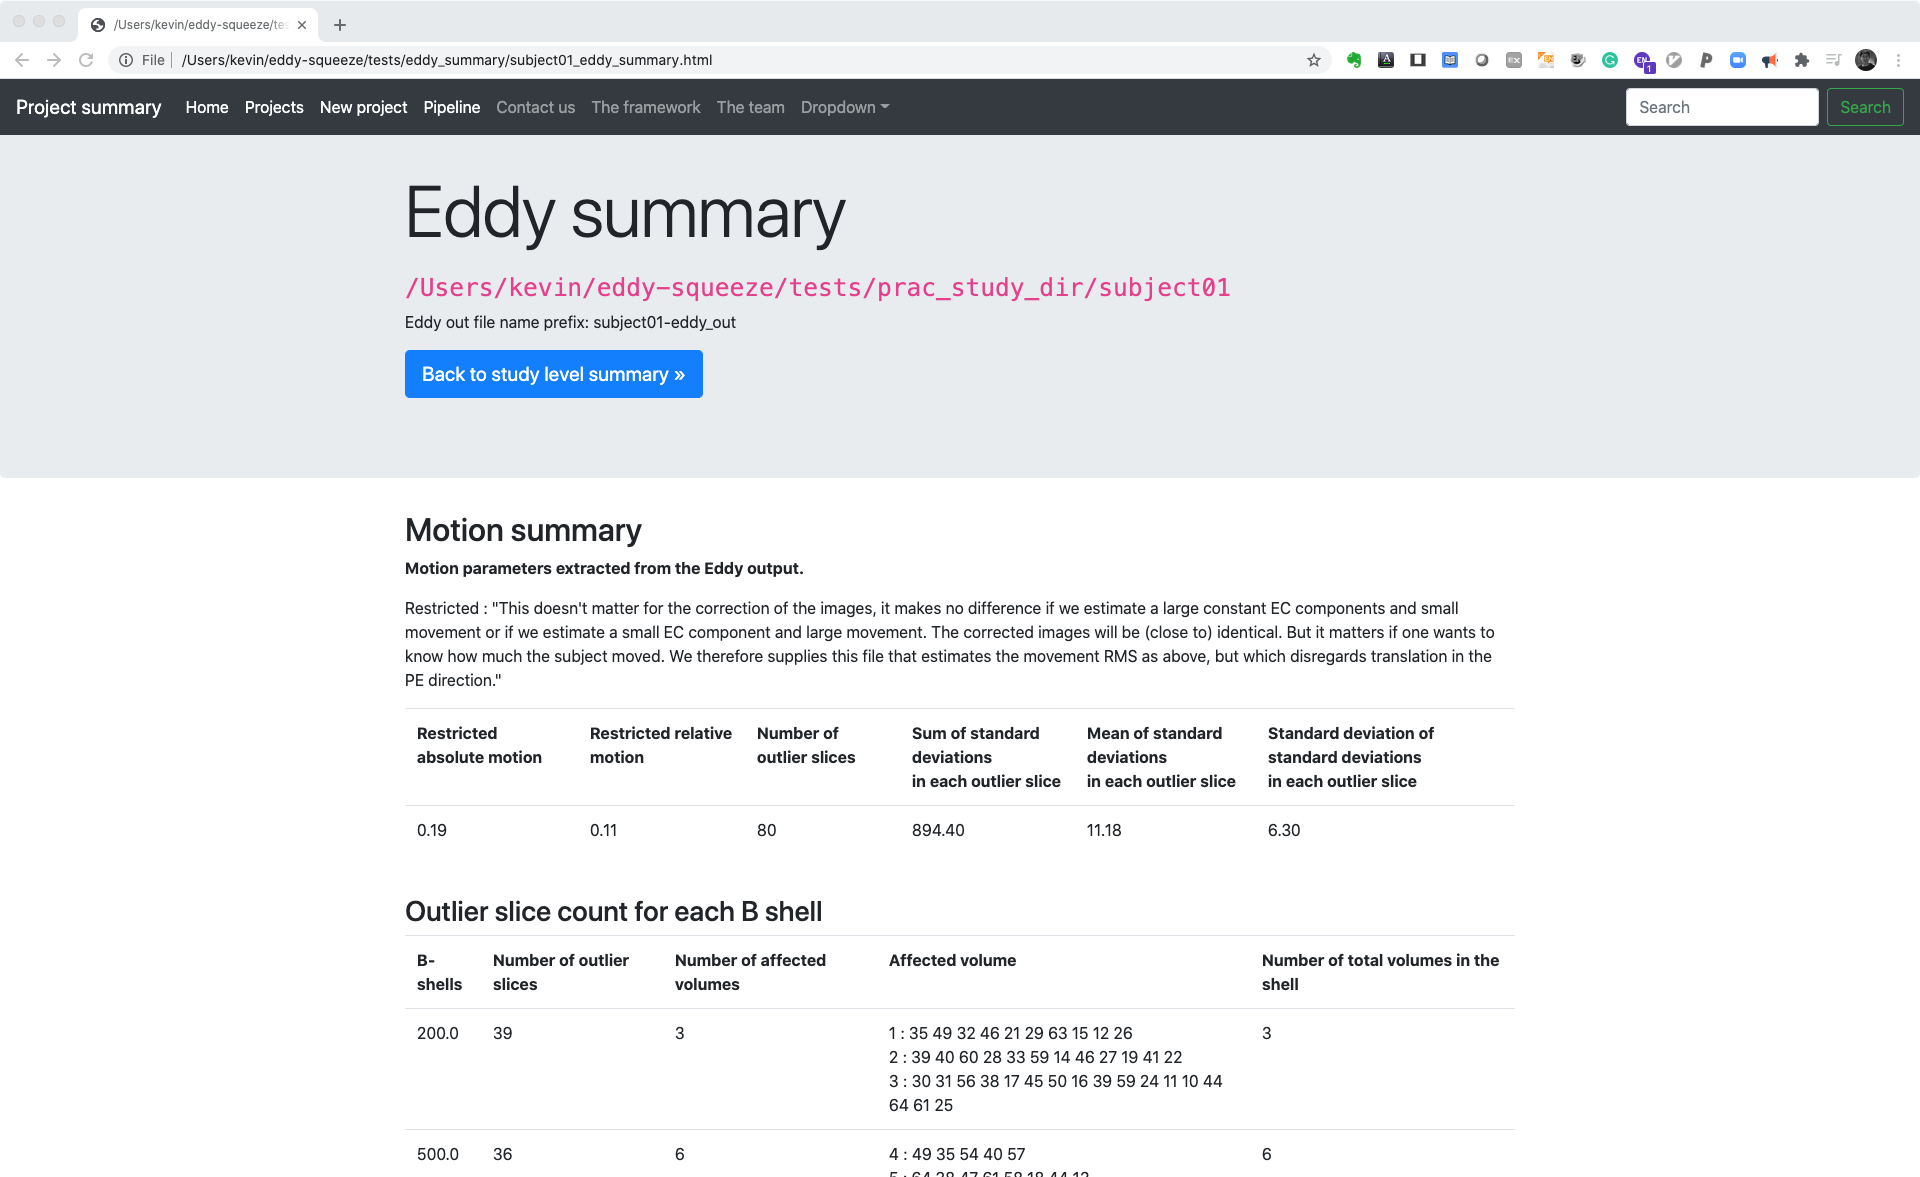 /Users/kevin/eddy-squeeze/tes
File
/Users/kevin/eddy-squeeze/tests/eddy_summary/subject01_eddy_summary.html
Project summary
Home
Projects
New project
Pipeline
Contact us
The framework
The team
Dropdown
Search
Search
Eddy summary
/Users/kevin/eddy-squeeze/tests/prac_study_dir/subject01
Eddy out file name prefix: subject01-eddy_out
Back to study level summary »
Motion summary
Motion parameters extracted from the Eddy output.
Restricted : "This doesn't matter for the correction of the images, it makes no difference if we estimate a large constant EC components and small
movement or if we estimate a small EC component and large movement. The corrected images will be (close to) identical. But it matters if one wants to
know how much the subject moved. We therefore supplies this file that estimates the movement RMS as above, but which disregards translation in the
PE direction."
Restricted
absolute motion
Restricted relative
motion
Number of
outlier slices
Sum of standard
deviations
in each outlier slice
Mean of standard
deviations
in each outlier slice
Standard deviation of
standard deviations
in each outlier slice
0.19
0.11
80
894.40
11.18
6.30
Outlier slice count for each B shell
B-
shells
Number of outlier
slices
Number of affected
volumes
Affected volume
Number of total volumes in the
shell
200.0
39
3
1 : 35 49 32 46 21 29 63 15 12 26
2 : 39 40 60 28 33 59 14 46 27 19 41 22
3 : 30 31 56 38 17 45 50 16 39 59 24 11 10 44
64 61 25
3
500.0
36
6
4 : 49 35 54 40 57
6